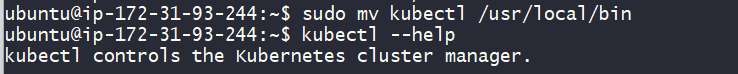 ubuntu@ip-172-31-93-244:~$ sudo mv kubectl /usr/local/bin
ubuntu@ip-172-31-93-244:~$ kubectl --help
kubectl controls the Kubernetes cluster manager.